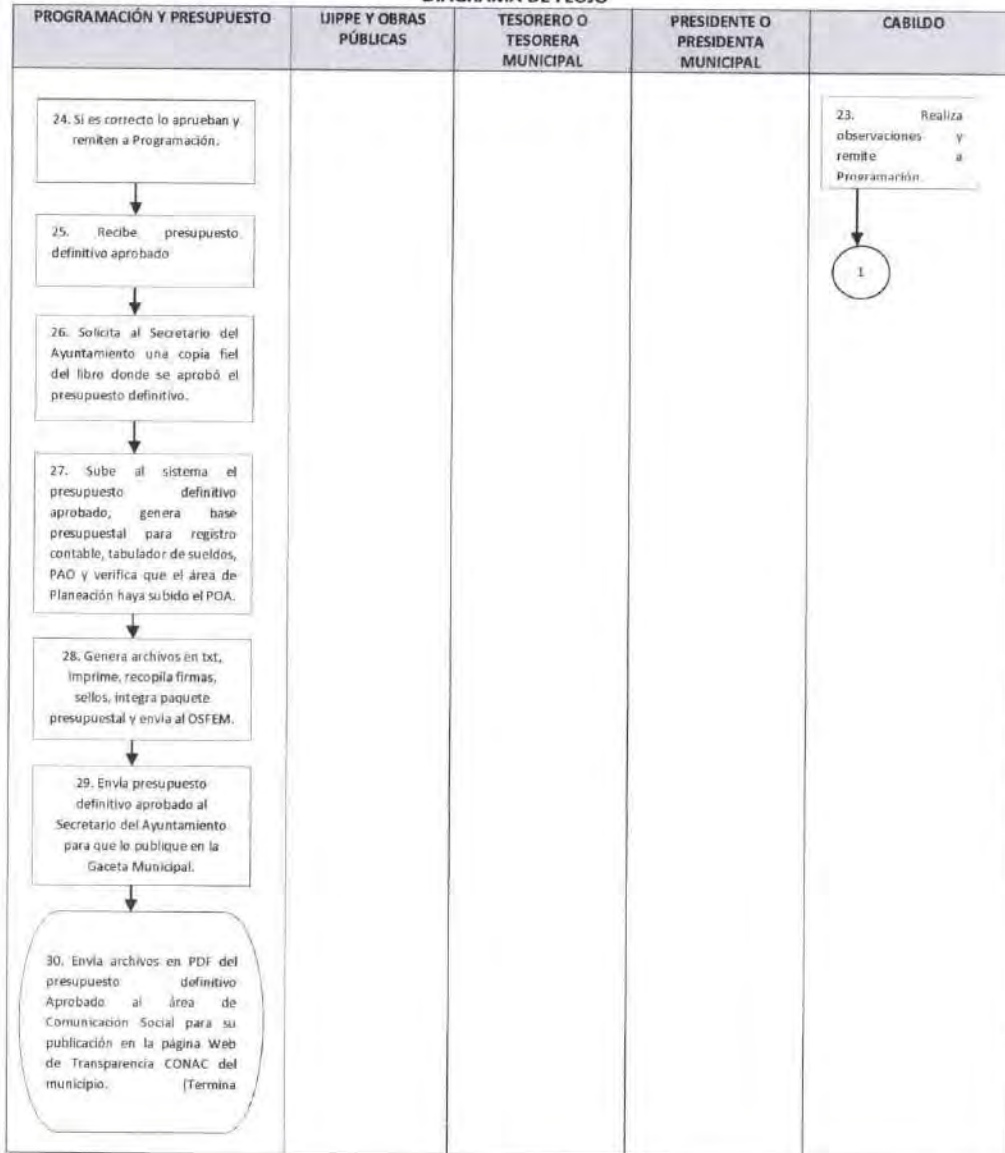 DIAGRAMA DE FLUJO
PROGRAMACIÓN Y PRESUPUESTO
UIPPE Y OBRAS
PÚBLICAS
TESORERO O
TESORERA
MUNICIPAL
PRESIDENTE O
PRESIDENTA
MUNICIPAL
CABILDO
24. Si es correcto lo aprueban y
remiten a Programación.
23. Realiza
observaciones y
remite a
Programación.
1
25. Recibe presupuesto
definitivo aprobado
26. Solicita al Secretario del
Ayuntamiento una copia fiel
del libro donde se aprobó el
presupuesto definitivo.
27. Sube al sistema el
presupuesto definitivo
aprobado, genera base
presupuestal para registro
contable, tabulador de sueldos,
PAO y verifica que el área de
Planeación haya subido el POA.
28. Genera archivos en txt,
imprime, recopila firmas,
sellos, integra paquete
presupuestal y envia al OSFEM.
29. Envía presupuesto
definitivo aprobado al
Secretario del Ayuntamiento
para que lo publique en la
Gaceta Municipal.
30. Envía archivos en PDF del
presupuesto definitivo
Aprobado al área de
Comunicación Social para su
publicación en la página Web
de Transparencia CONAC del
municipio. (Termina